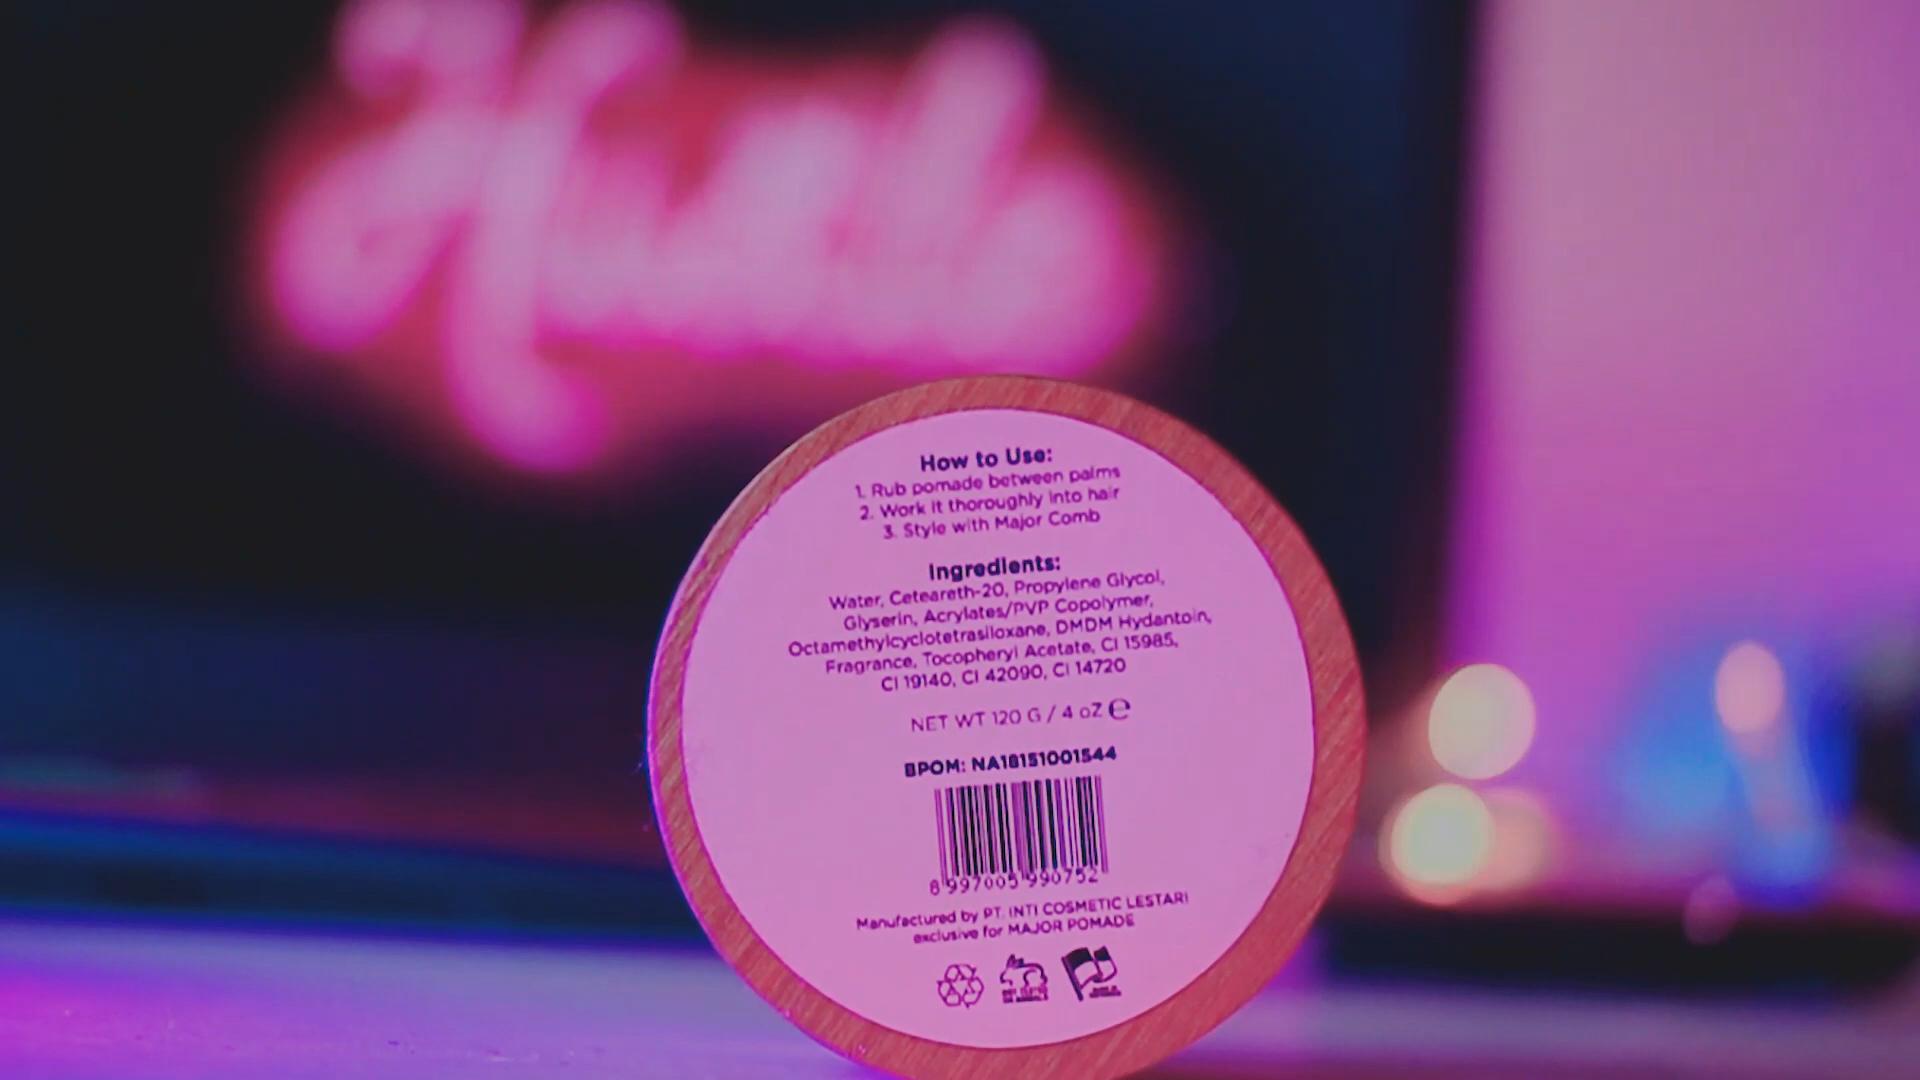 Hustle
How to Use:
1. Rub pomade between palms
2. Work it thoroughly into hair
3. Style with Major Comb
Ingredients:
Water, Ceteareth-20, Propylene Glycol,
Glyserin, Acrylates/PVP Copolymer,
Octamethylcyclotetrasiloxane, DMDM Hydantoin,
Fragrance, Tocopheryl Acetate, CI 15985,
CI 19140, CI 42090, CI 14720
NET WT 120 G / 4 oZ ℮
BPOM: NA18151001544
8 997005 990752
Manufactured by PT. INTI COSMETIC LESTARI
exclusive for MAJOR POMADE